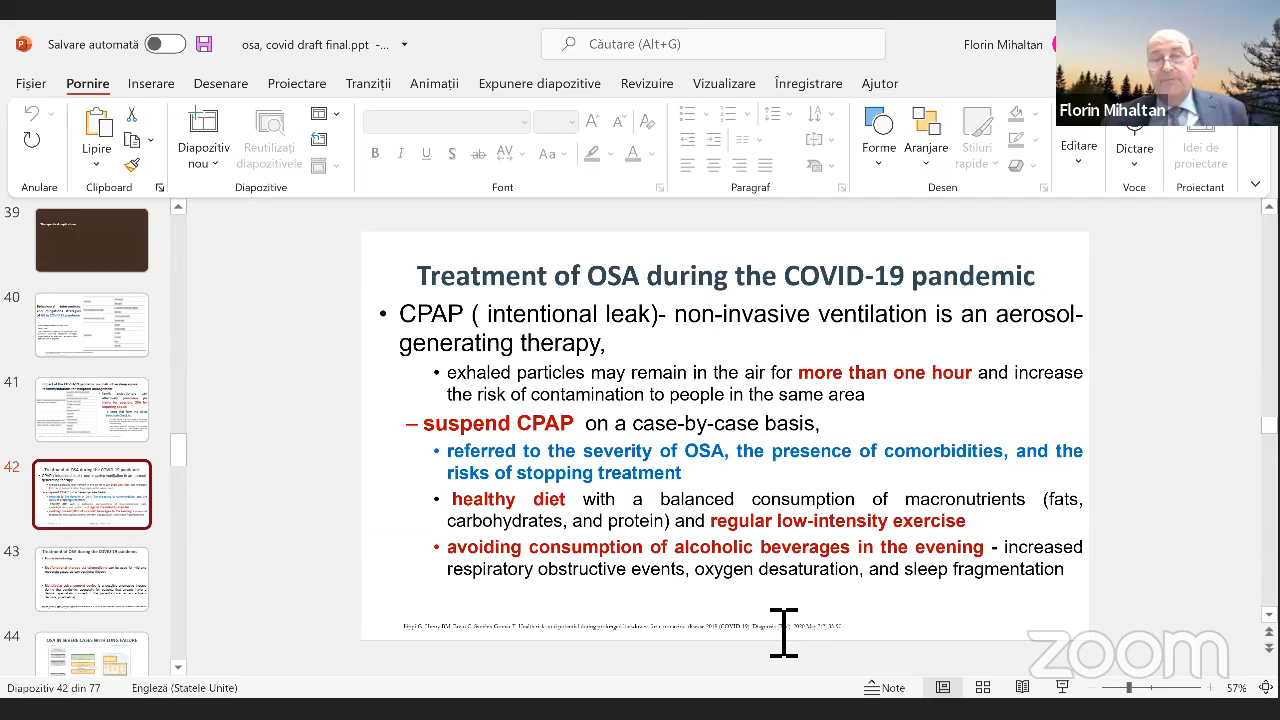 Salvare automată
osa, covid draft final.ppt -...
Căutare (Alt+G)
Florin Mihaltan
Fișier Pornire Inserare Desenare Proiectare Tranziții Animații Expunere diapozitive Revizuire Vizualizare Înregistrare Ajutor
Lipire
Diapozitiv nou
Reutilizați diapozitivele
Forme
Aranjare
Stiluri rapide
Editare
Dictare
Idei de proiectare
Anulare Clipboard Diapozitive Font Paragraf Desen Voce Proiectant
Florin Mihaltan
39
40
41
42
43
44
Treatment of OSA during the COVID-19 pandemic
• CPAP ( intentional leak)- non-invasive ventilation is an aerosol-
generating therapy,
• exhaled particles may remain in the air for more than one hour and increase
the risk of contamination to people in the same area
– suspend CPAP on a case-by-case basis,
• referred to the severity of OSA, the presence of comorbidities, and the
risks of stopping treatment
• healthy diet with a balanced consumption of macronutrients (fats,
carbohydrates, and protein) and regular low-intensity exercise
• avoiding consumption of alcoholic beverages in the evening - increased
respiratory obstructive events, oxygen desaturation, and sleep fragmentation
zoom
Diapozitiv 42 din 77
Engleză (Statele Unite)
Note
57%